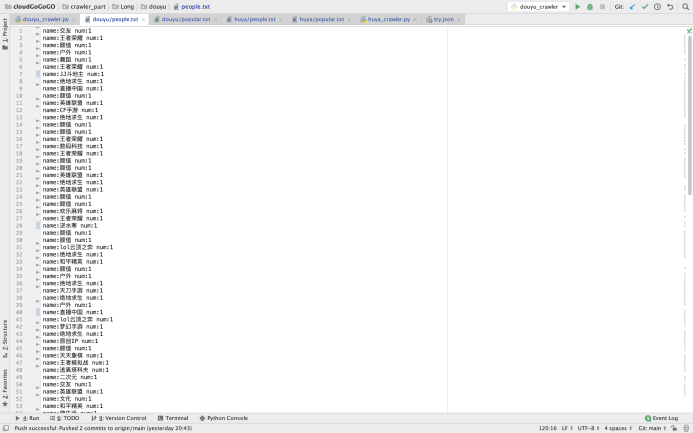 cloudGoGoGO crawler_part Long douyu people.txt
douyu_crawler Git:
douyu_crawler.py douyu/people.txt douyu/popular.txt huya/people.txt huya/popular.txt huya_crawler.py try.json
1: Project
1 name:交友 num:1
2 name:王者荣耀 num:1
3 name:颜值 num:1
4 name:户外 num:1
5 name:舞蹈 num:1
6 name:王者荣耀 num:1
7 name:JJ斗地主 num:1
8 name:绝地求生 num:1
9 name:直播中国 num:1
10 name:颜值 num:1
11 name:英雄联盟 num:1
12 name:CF手游 num:1
13 name:绝地求生 num:1
14 name:颜值 num:1
15 name:颜值 num:1
16 name:王者荣耀 num:1
17 name:数码科技 num:1
18 name:王者荣耀 num:1
19 name:颜值 num:1
20 name:颜值 num:1
21 name:英雄联盟 num:1
22 name:绝地求生 num:1
23 name:英雄联盟 num:1
24 name:颜值 num:1
25 name:颜值 num:1
26 name:欢乐麻将 num:1
27 name:王者荣耀 num:1
28 name:逆水寒 num:1
29 name:颜值 num:1
30 name:颜值 num:1
31 name:lol云顶之弈 num:1
32 name:绝地求生 num:1
33 name:和平精英 num:1
34 name:颜值 num:1
35 name:户外 num:1
36 name:绝地求生 num:1
37 name:天刀手游 num:1
38 name:绝地求生 num:1
39 name:户外 num:1
40 name:直播中国 num:1
41 name:lol云顶之弈 num:1
42 name:梦幻手游 num:1
43 name:绝地求生 num:1
44 name:原创IP num:1
45 name:颜值 num:1
46 name:天天象棋 num:1
47 name:王者模拟战 num:1
48 name:逃离塔科夫 num:1
49 name:二次元 num:1
50 name:交友 num:1
51 name:英雄联盟 num:1
52 name:文化 num:1
53 name:和平精英 num:1
Z: Structure
2: Favorites
4: Run 6: TODO 9: Version Control Terminal Python Console Event Log
Push successful: Pushed 2 commits to origin/main (yesterday 20:43) 120:16 LF UTF-8 4 spaces Git: main